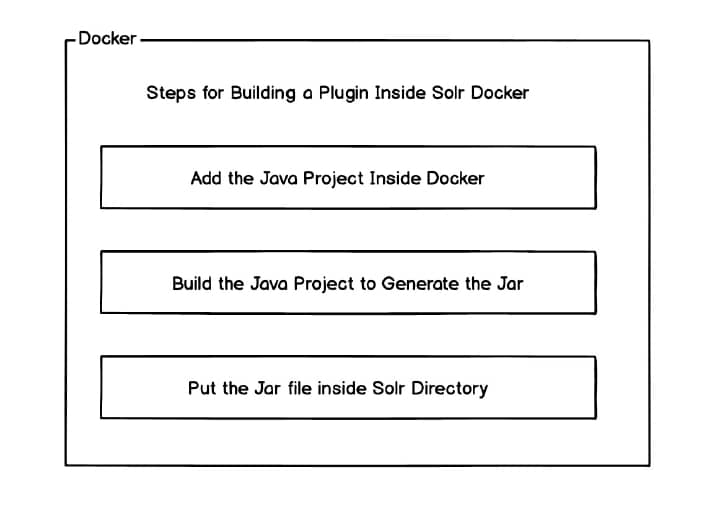 Docker
Steps for Building a Plugin Inside Solr Docker
Add the Java Project Inside Docker
Build the Java Project to Generate the Jar
Put the Jar file inside Solr Directory